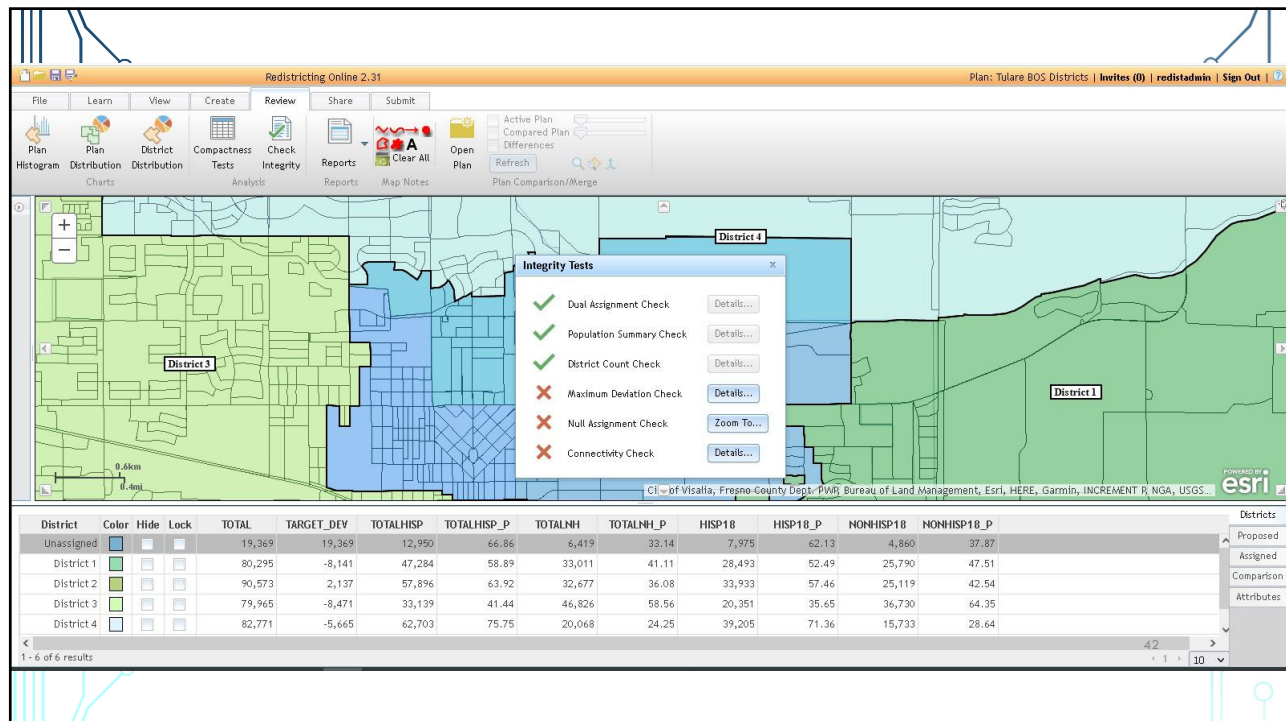 Redistricting Online 2.31
Plan: Tulare BOS Districts | Invites (0) | redistadmin | Sign Out |
File Learn View Create Review Share Submit
Plan Histogram
Plan Distribution
District Distribution
Charts
Compactness Tests
Check Integrity
Analysis
Reports
Reports
A
Clear All
Map Notes
Open Plan
Active Plan
Compared Plan
Differences
Refresh
Plan Comparison/Merge
+
−
District 4
District 3
District 1
Integrity Tests x
Dual Assignment Check Details...
Population Summary Check Details...
District Count Check Details...
Maximum Deviation Check Details...
Null Assignment Check Zoom To...
Connectivity Check Details...
0.6km
0.4mi
of Visalia, Fresno County Dept. PWP, Bureau of Land Management, Esri, HERE, Garmin, INCREMENT P, NGA, USGS...
POWERED BY
esri
District Color Hide Lock TOTAL TARGET_DEV TOTALHISP TOTALHISP_P TOTALNH TOTALNH_P HISP18 HISP18_P NONHISP18 NONHISP18_P
Unassigned 19,369 19,369 12,950 66.86 6,419 33.14 7,975 62.13 4,860 37.87
District 1 80,295 -8,141 47,284 58.89 33,011 41.11 28,493 52.49 25,790 47.51
District 2 90,573 2,137 57,896 63.92 32,677 36.08 33,933 57.46 25,119 42.54
District 3 79,965 -8,471 33,139 41.44 46,826 58.56 20,351 35.65 36,730 64.35
District 4 82,771 -5,665 62,703 75.75 20,068 24.25 39,205 71.36 15,733 28.64
Districts
Proposed
Assigned
Comparison
Attributes
42
1 - 6 of 6 results
1
10